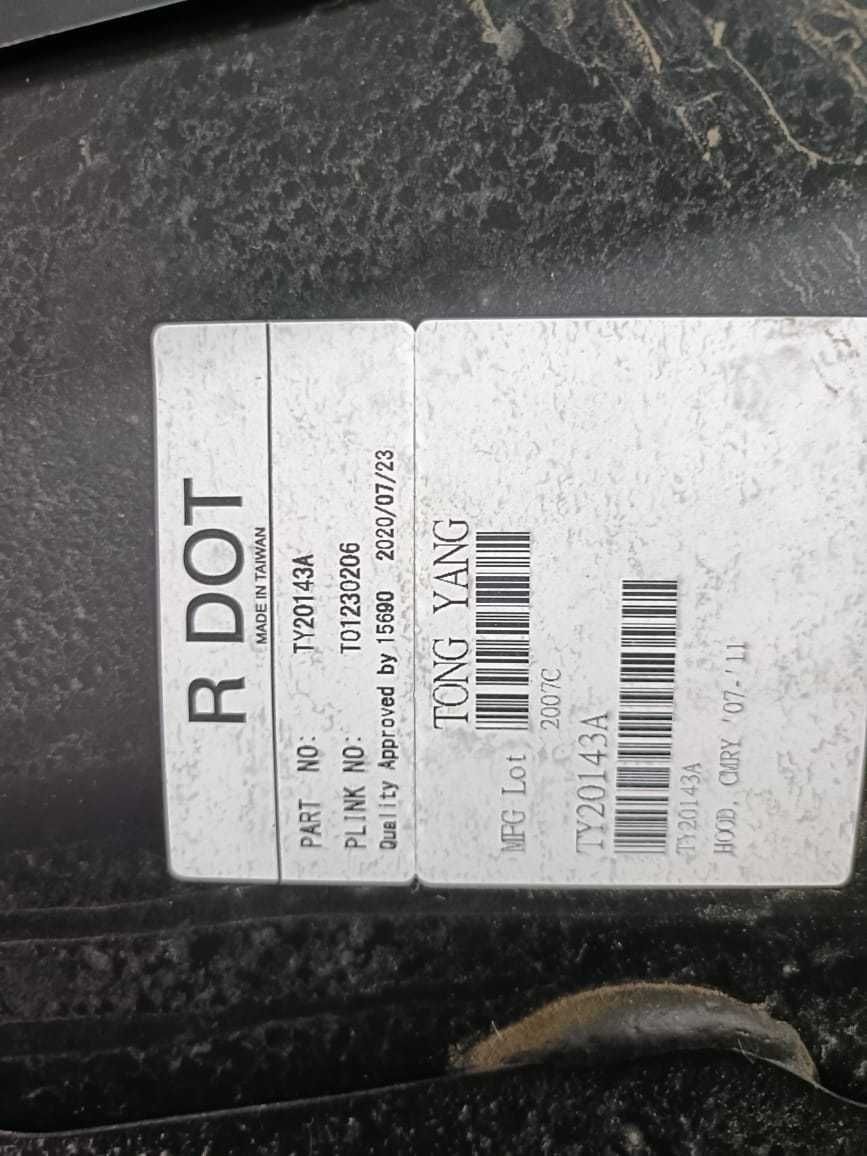 R DOT
MADE IN TAIWAN
PART NO: TY20143A
PLINK NO: TO1230206
Quality Approved by 15690 2020/07/23
TONG YANG
MFG Lot
2007C
TY20143A
TY20143A
HOOD, CMRY '07-'11